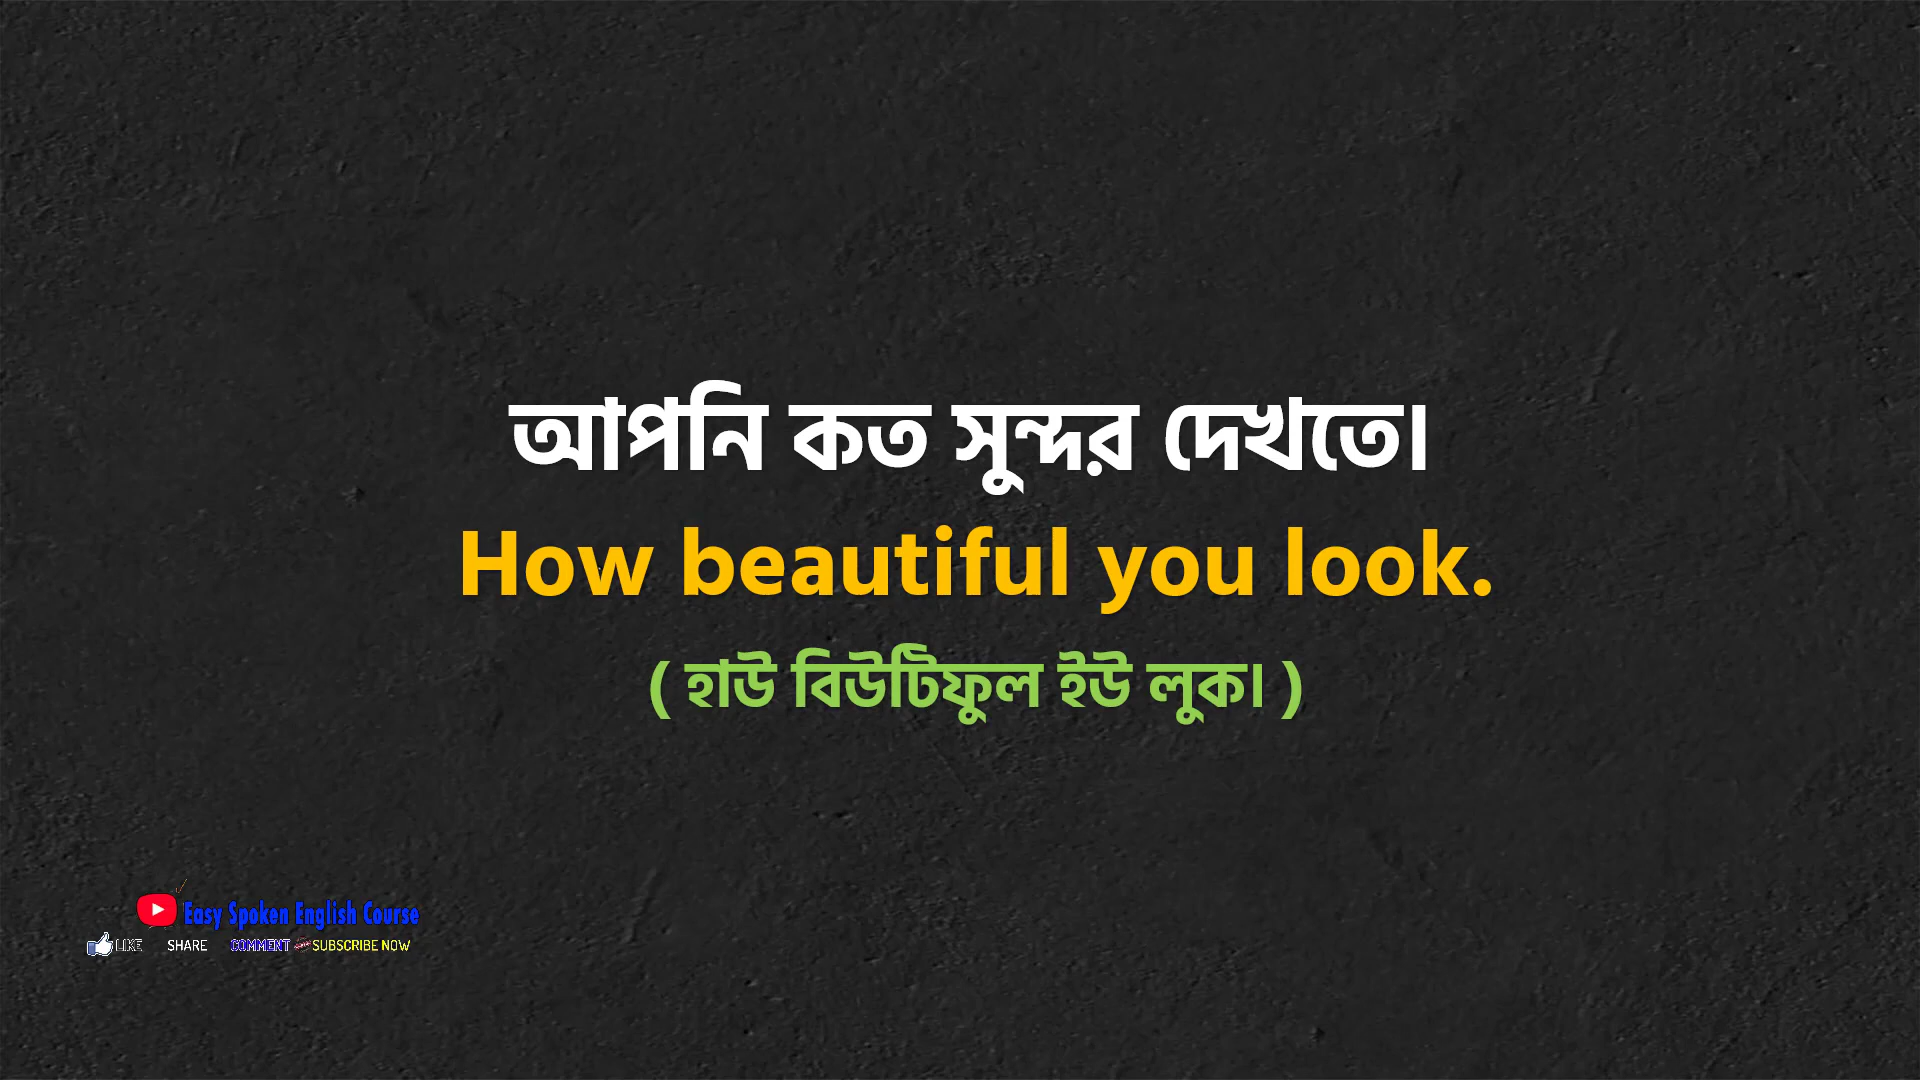 আপনি কত সুন্দর দেখতে।
How beautiful you look.
( হাউ বিউটিফুল ইউ লুক। )
Easy Spoken English Course
LIKE SHARE COMMENT SUBSCRIBE NOW